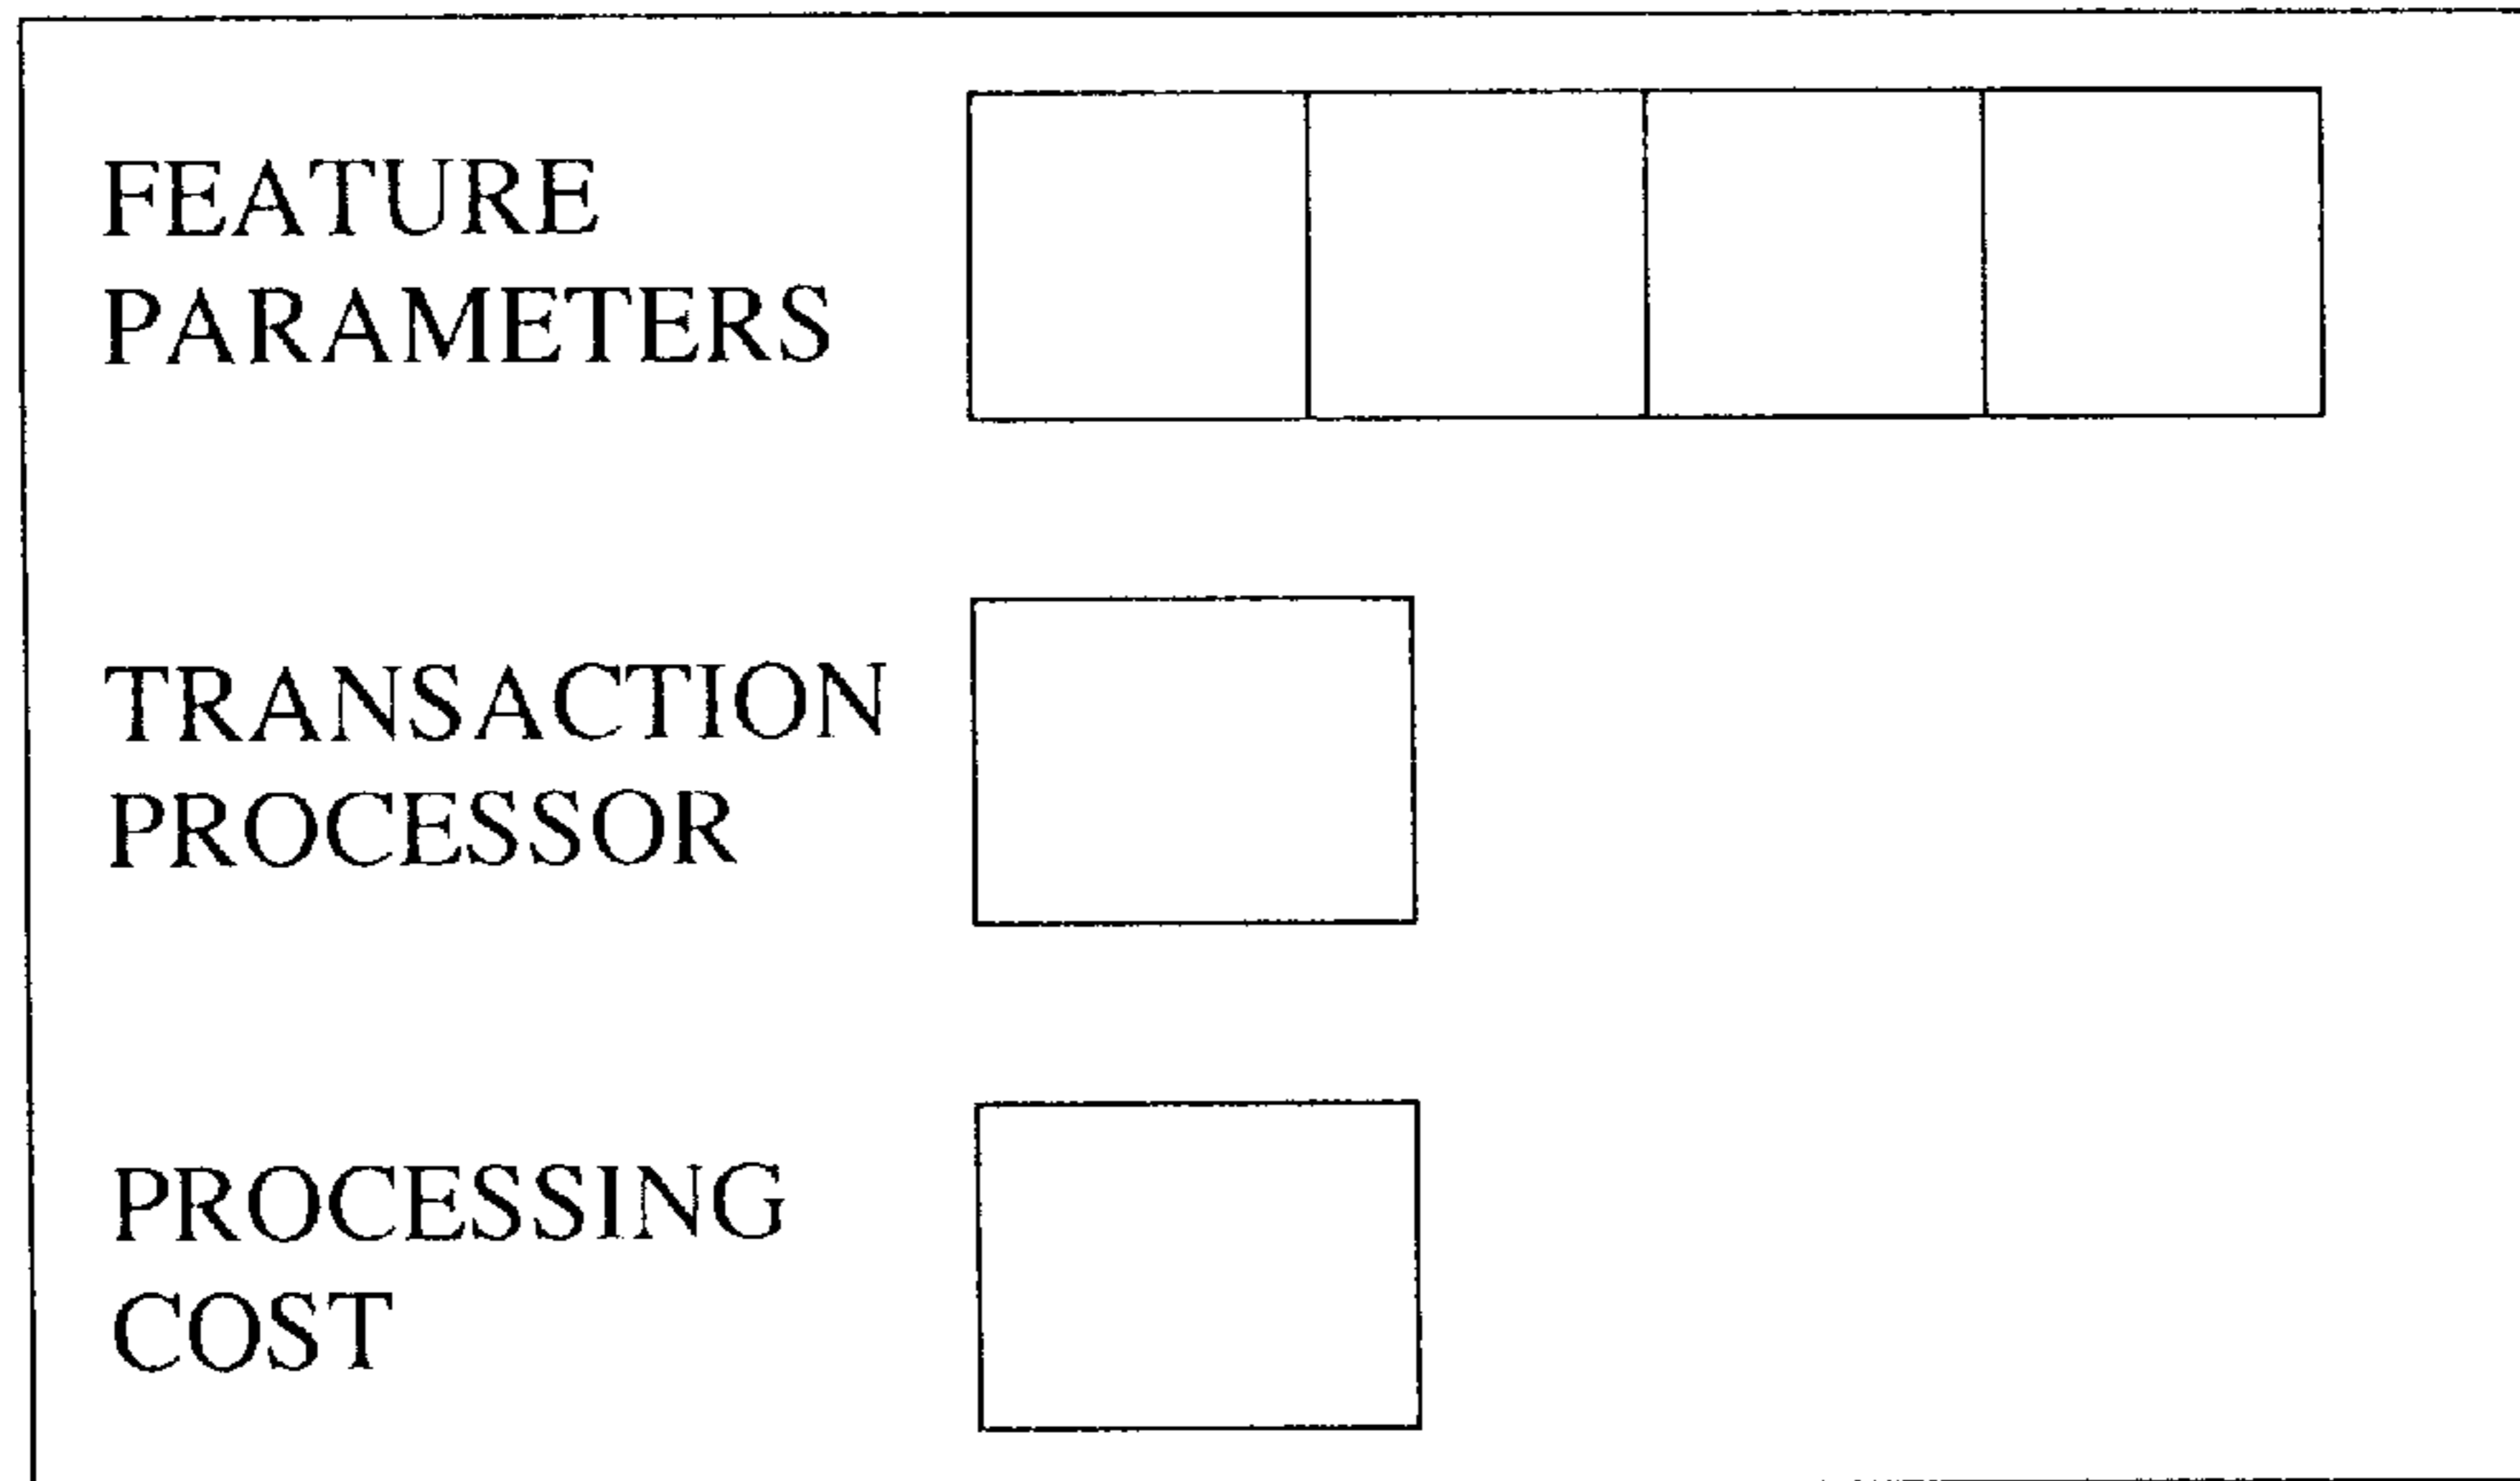 FEATURE
PARAMETERS
TRANSACTION
PROCESSOR
PROCESSING
COST